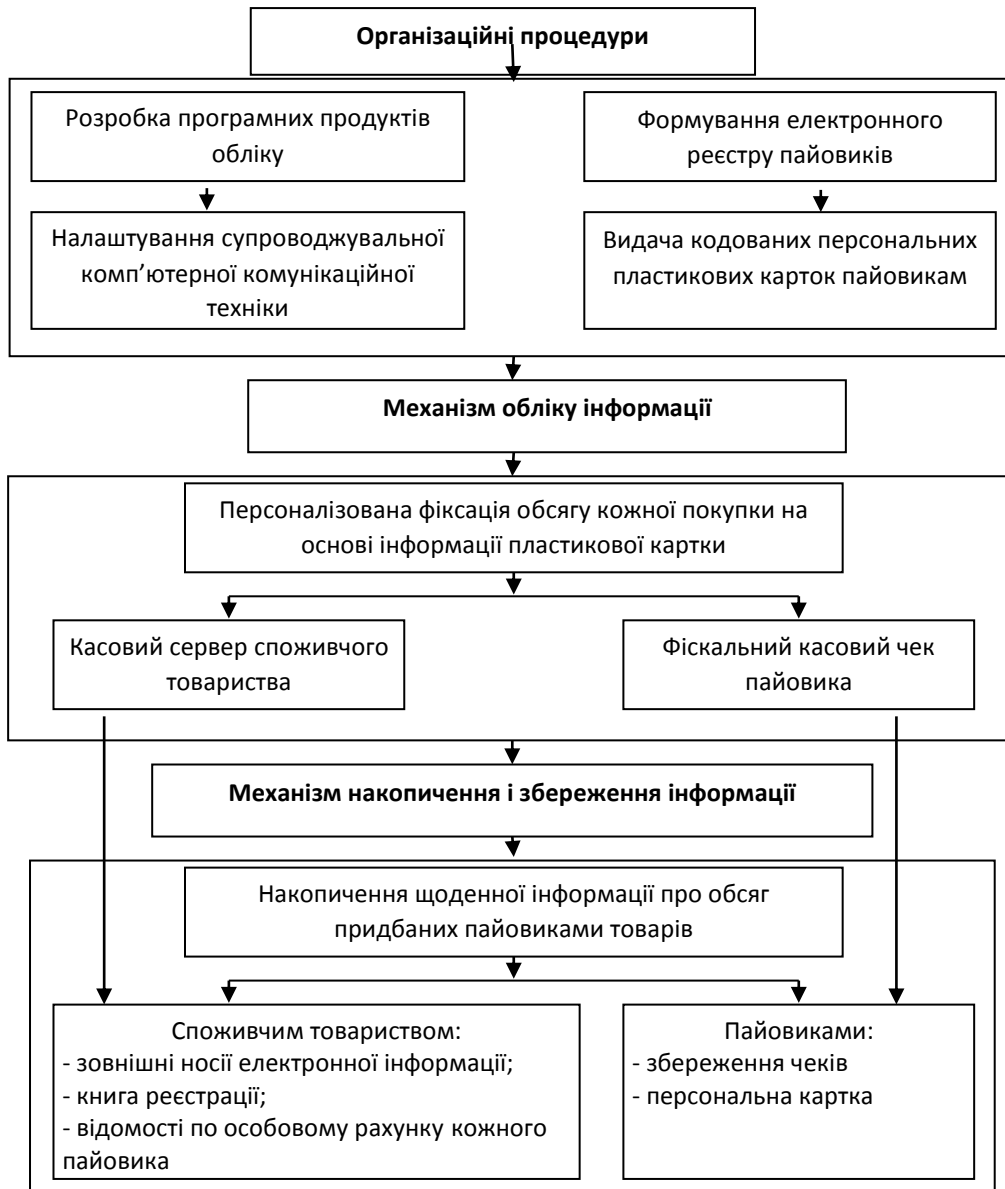 Організаційні процедури
Розробка програмних продуктів
обліку
Формування електронного
реєстру пайовиків
Налаштування супроводжувальної
комп’ютерної комунікаційної
техніки
Видача кодованих персональних
пластикових карток пайовикам
Механізм обліку інформації
Персоналізована фіксація обсягу кожної покупки на
основі інформації пластикової картки
Касовий сервер споживчого
товариства
Фіскальний касовий чек
пайовика
Механізм накопичення і збереження інформації
Накопичення щоденної інформації про обсяг
придбаних пайовиками товарів
Споживчим товариством:
- зовнішні носії електронної інформації;
- книга реєстрації;
- відомості по особовому рахунку кожного
пайовика
Пайовиками:
- збереження чеків
- персональна картка